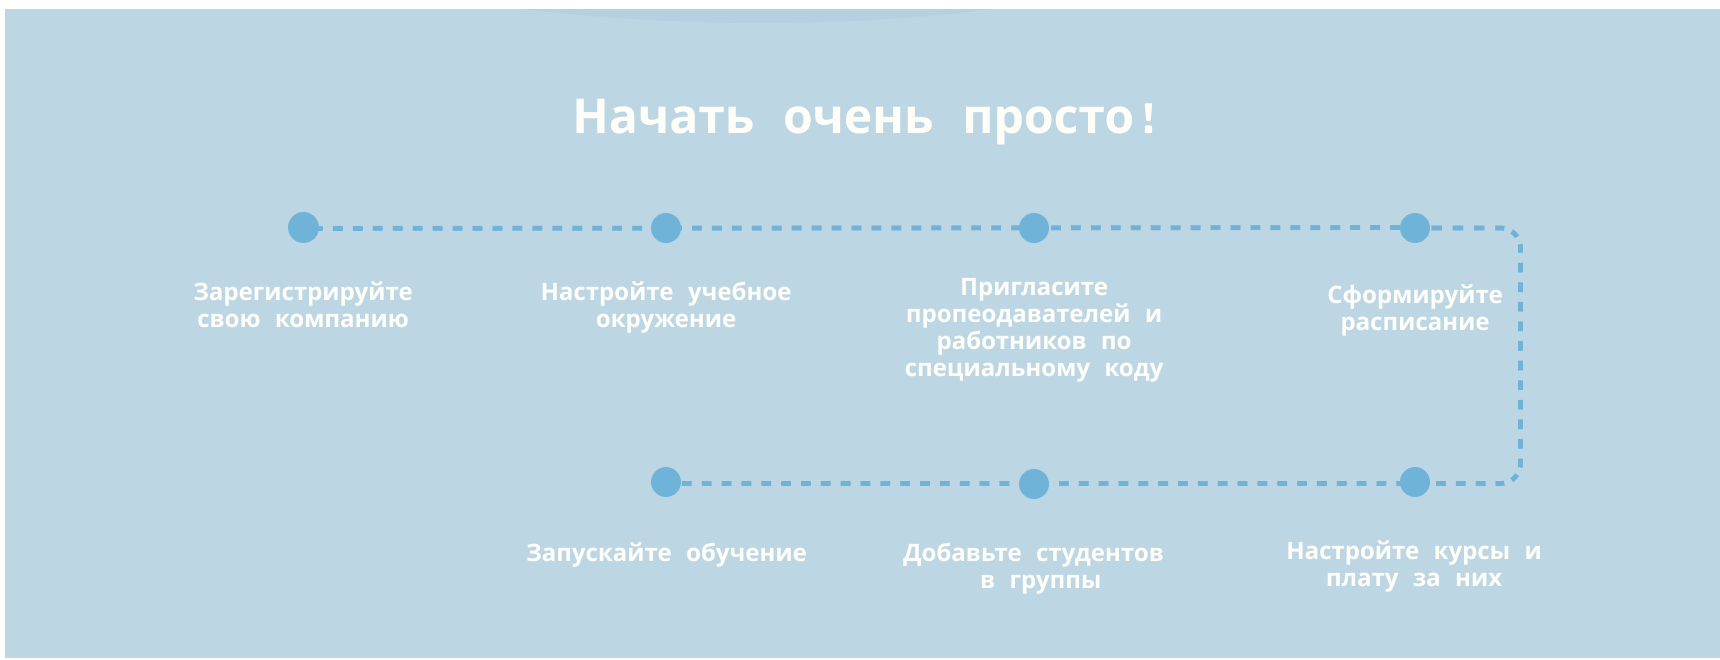 Начать очень просто!
Зарегистрируйте
свою компанию
Настройте учебное
окружение
Пригласите
пропеодавателей и
работников по
специальному коду
Сформируйте
расписание
Настройте курсы и
плату за них
Добавьте студентов
в группы
Запускайте обучение